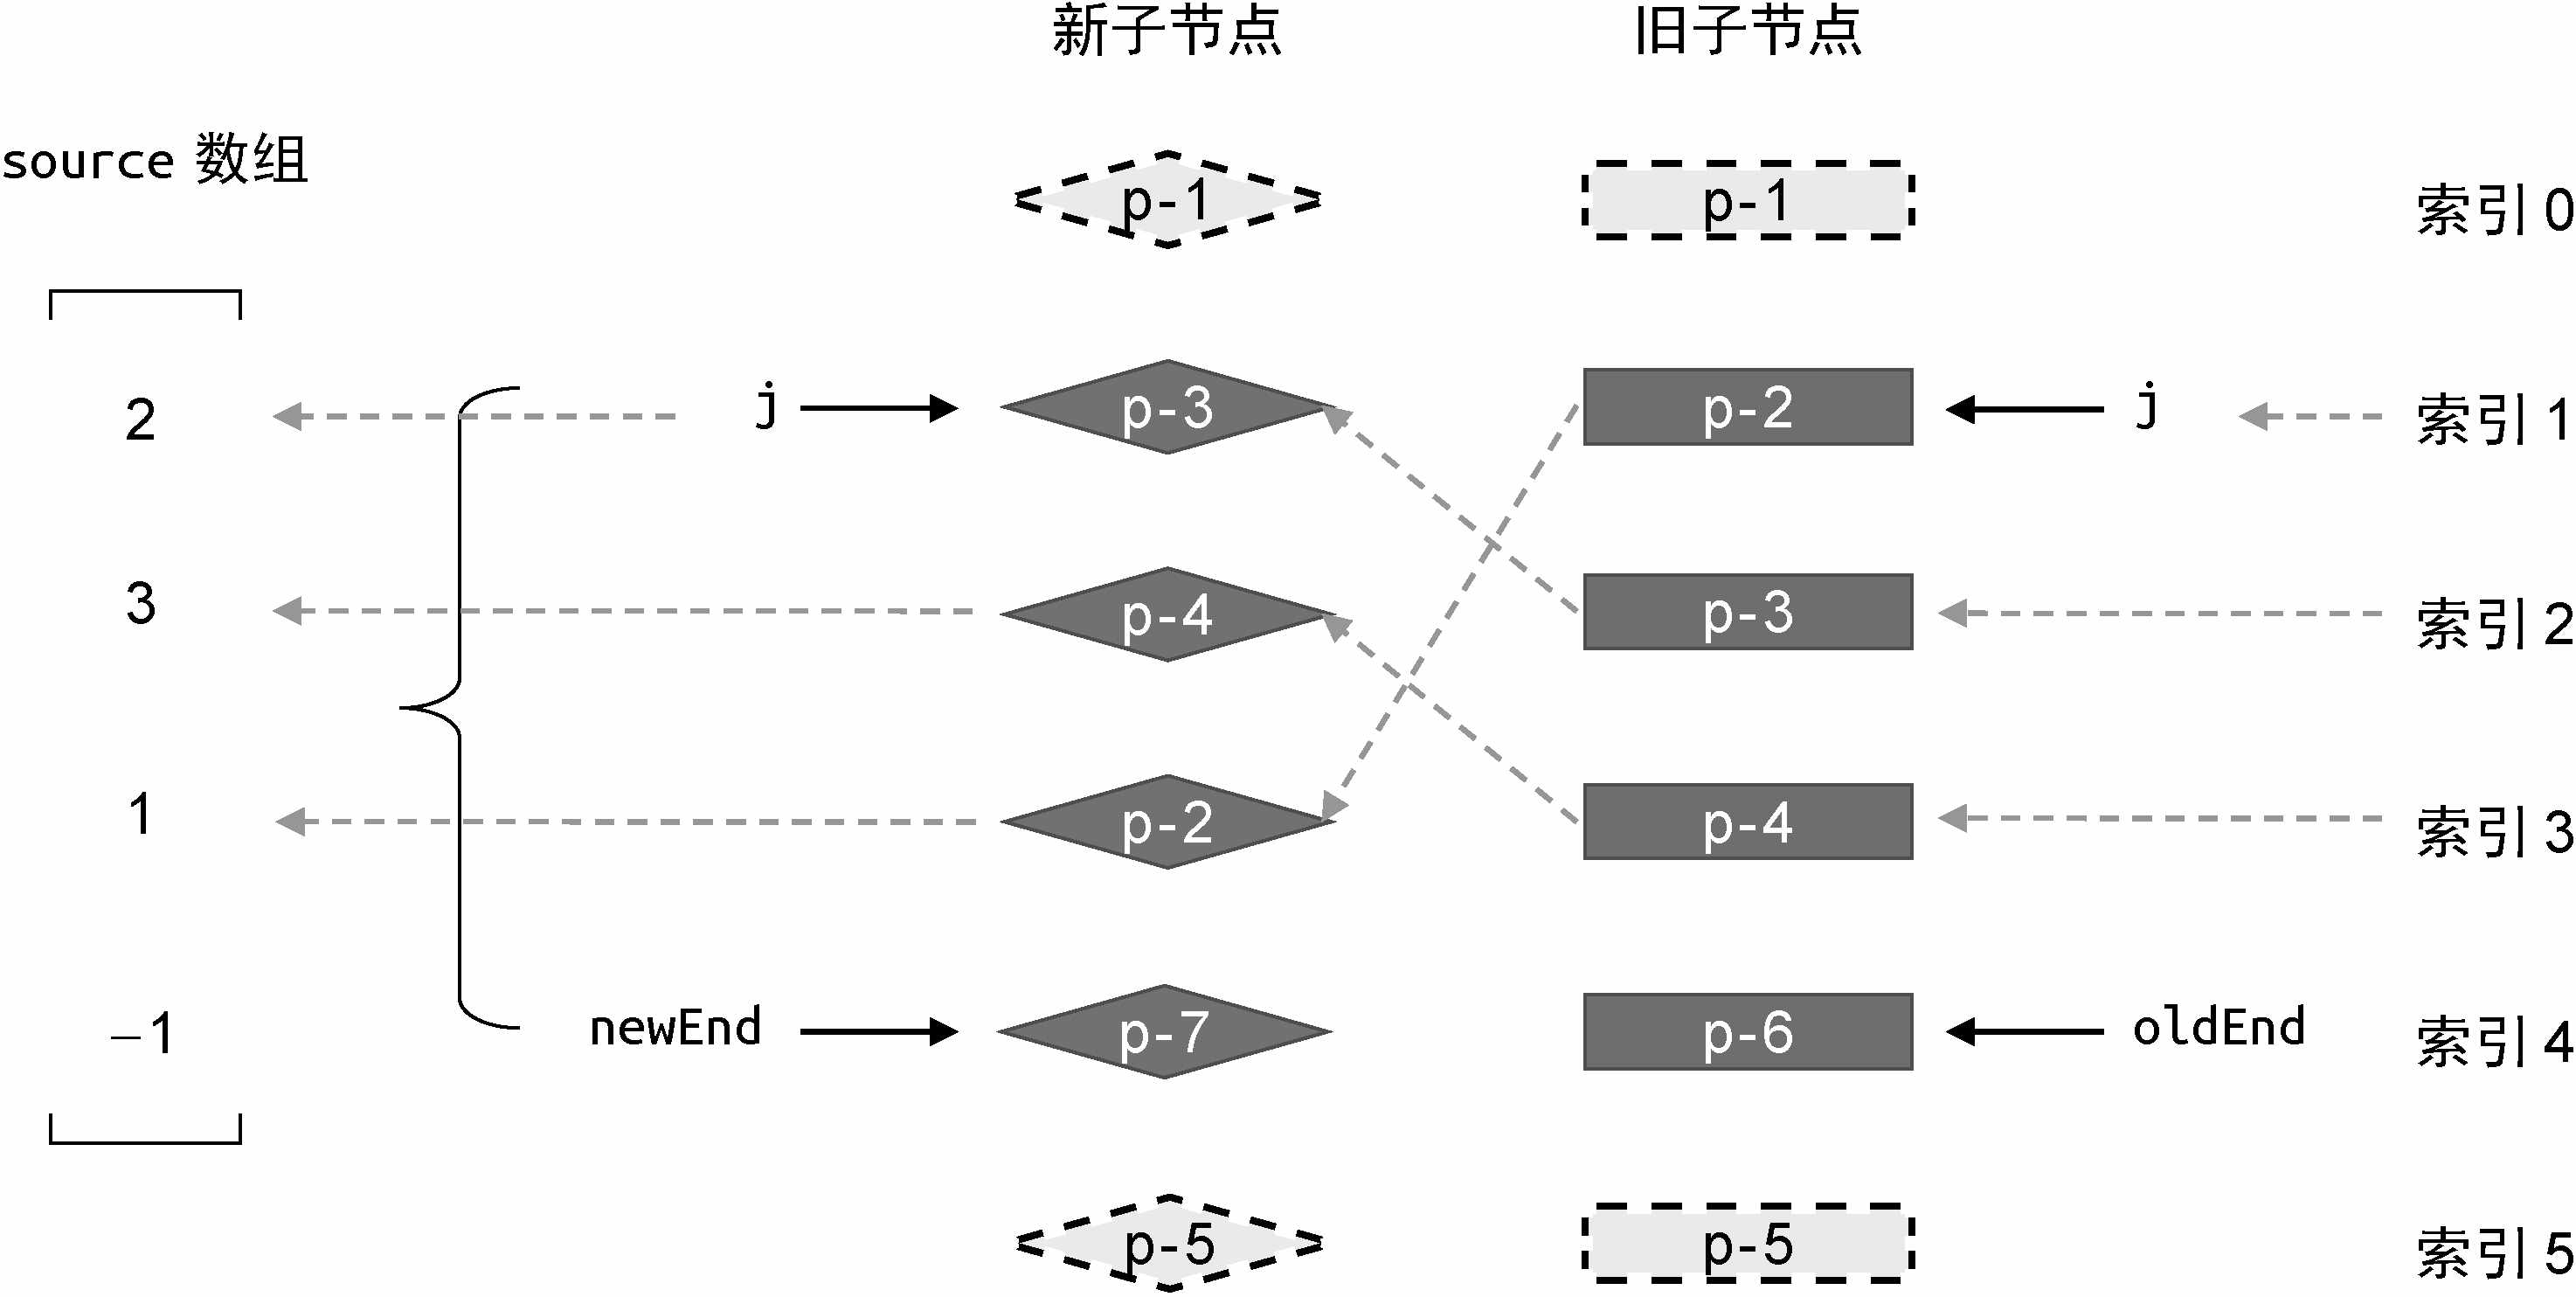 新子节点 旧子节点
source 数组
p-1 p-1 索引 0
2 j p-3 p-2 j 索引 1
3 p-4 p-3 索引 2
1 p-2 p-4 索引 3
−1 newEnd p-7 p-6 oldEnd 索引 4
p-5 p-5 索引 5